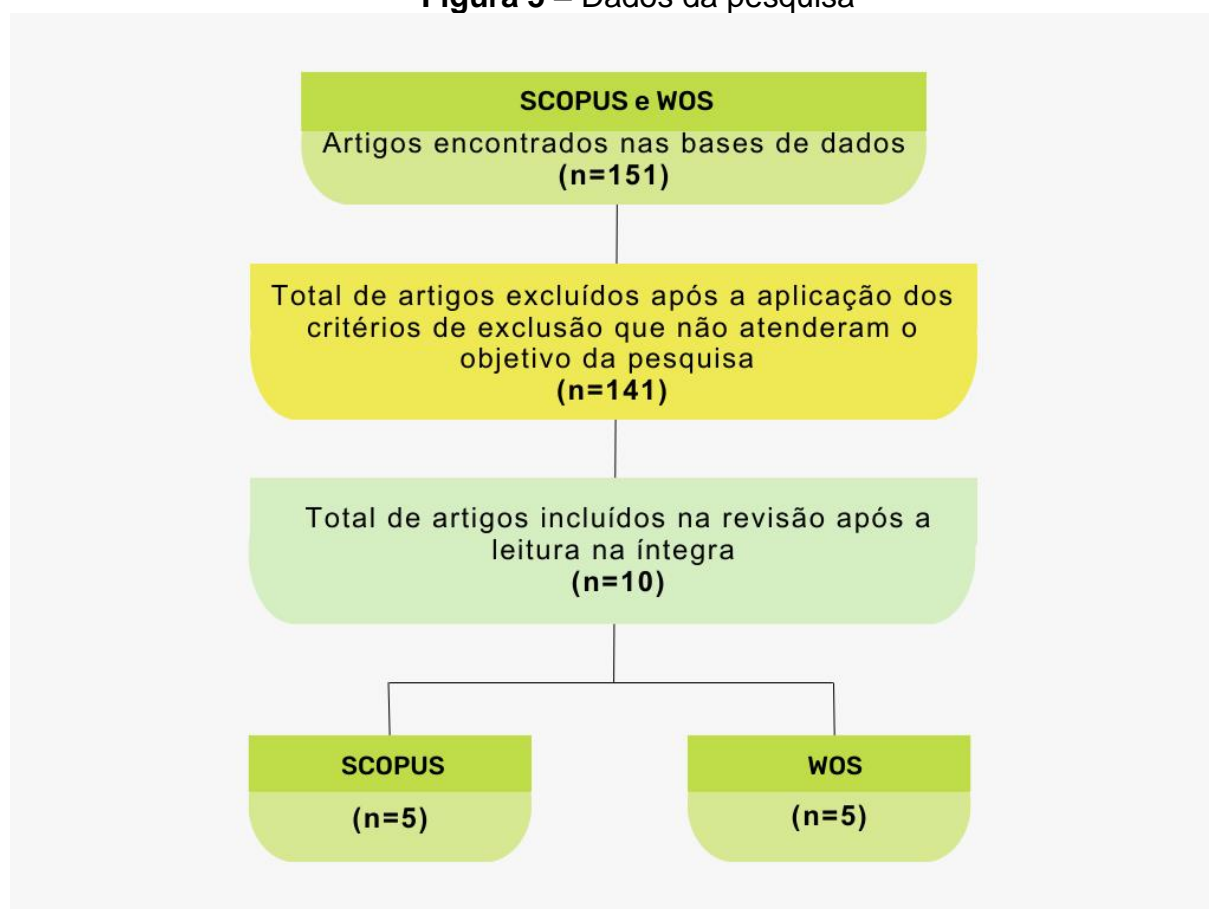 Figura 3 – Dados da pesquisa
SCOPUS e WOS
Artigos encontrados nas bases de dados
(n=151)
Total de artigos excluídos após a aplicação dos
critérios de exclusão que não atenderam o
objetivo da pesquisa
(n=141)
Total de artigos incluídos na revisão após a
leitura na íntegra
(n=10)
SCOPUS
(n=5)
WOS
(n=5)